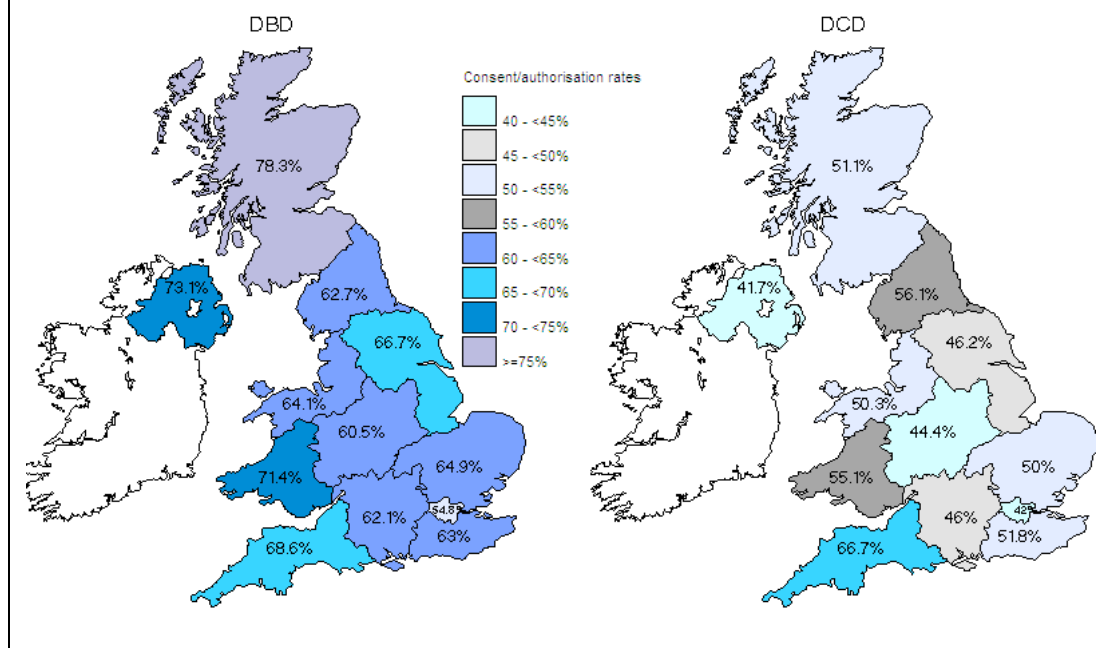 DBD
DCD
Consent/authorisation rates
40 - <45%
45 - <50%
50 - <55%
55 - <60%
60 - <65%
65 - <70%
70 - <75%
>=75%
78.3%
73.1%
62.7%
66.7%
64.1%
60.5%
71.4%
64.9%
54.8%
62.1%
63%
68.6%
51.1%
41.7%
56.1%
46.2%
50.3%
44.4%
55.1%
50%
42%
46%
51.8%
66.7%